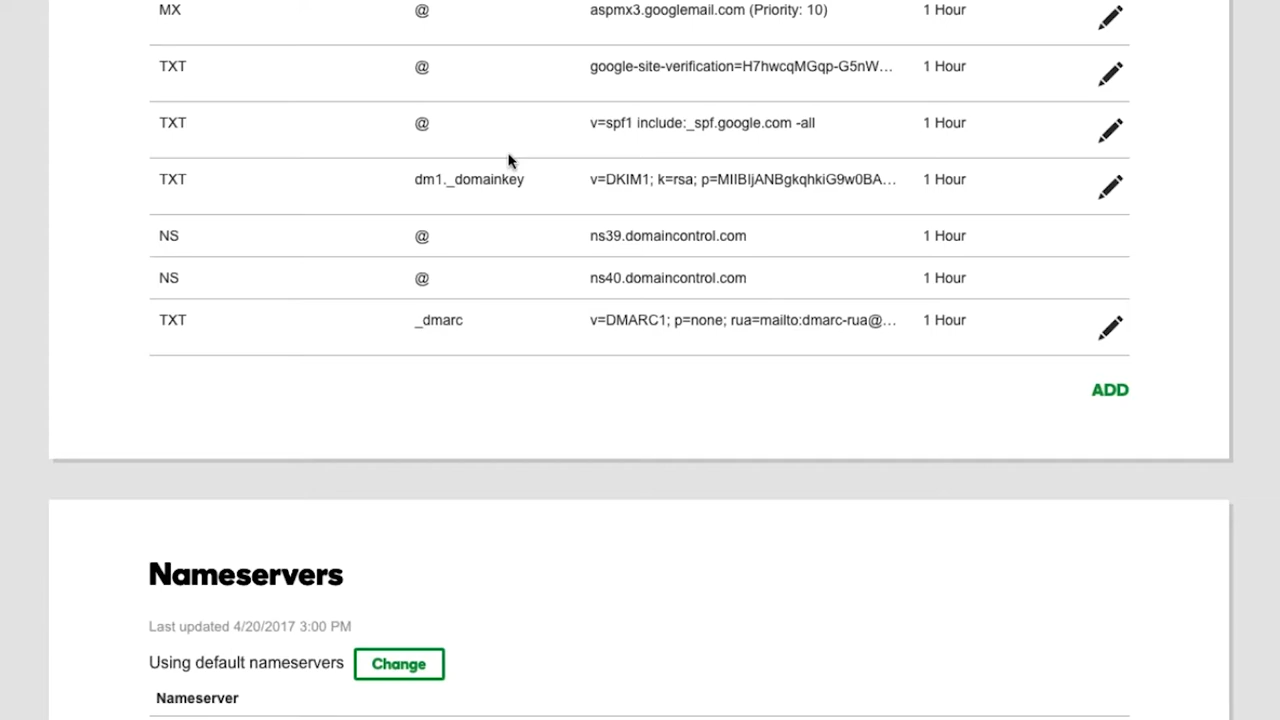 MX @ aspmx3.googlemail.com (Priority: 10) 1 Hour
TXT @ google-site-verification=H7hwcqMGqp-G5nW... 1 Hour
TXT @ v=spf1 include:_spf.google.com -all 1 Hour
TXT dm1._domainkey v=DKIM1; k=rsa; p=MIIBIjANBgkqhkiG9w0BA... 1 Hour
NS @ ns39.domaincontrol.com 1 Hour
NS @ ns40.domaincontrol.com 1 Hour
TXT _dmarc v=DMARC1; p=none; rua=mailto:dmarc-rua@... 1 Hour
ADD
Nameservers
Last updated 4/20/2017 3:00 PM
Using default nameservers Change
Nameserver